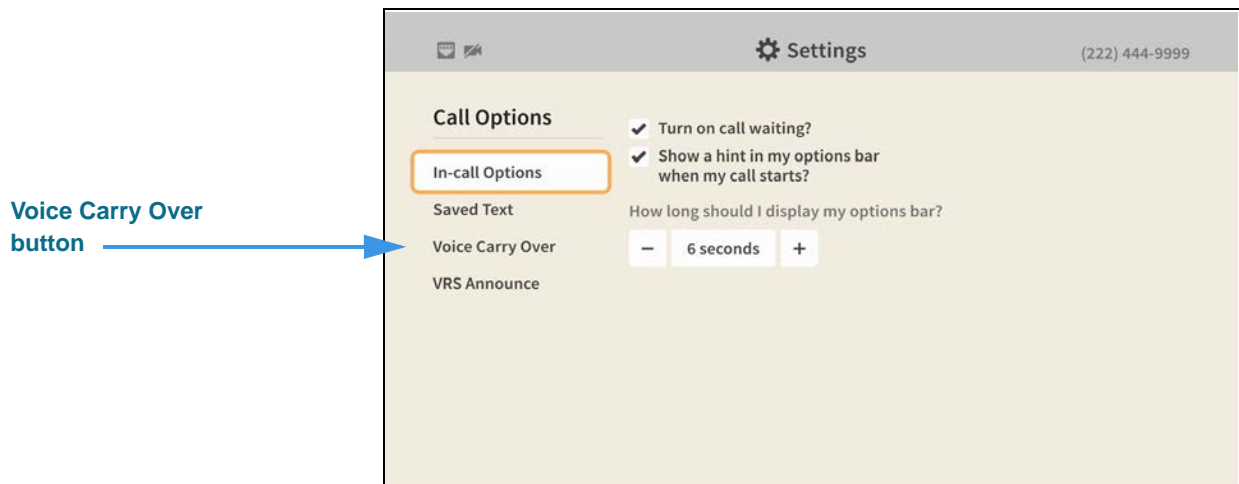 Settings
(222) 444-9999
Call Options
In-call Options
Saved Text
Voice Carry Over
VRS Announce
Turn on call waiting?
Show a hint in my options bar
when my call starts?
How long should I display my options bar?
− 6 seconds +
Voice Carry Over
button